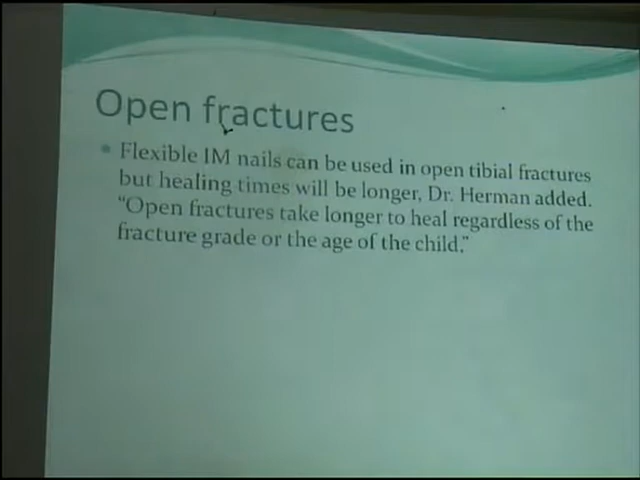 Open fractures
Flexible IM nails can be used in open tibial fractures
but healing times will be longer, Dr. Herman added.
“Open fractures take longer to heal regardless of the
fracture grade or the age of the child.”